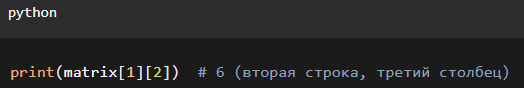 python
print(matrix[1][2])  # 6 (вторая строка, третий столбец)